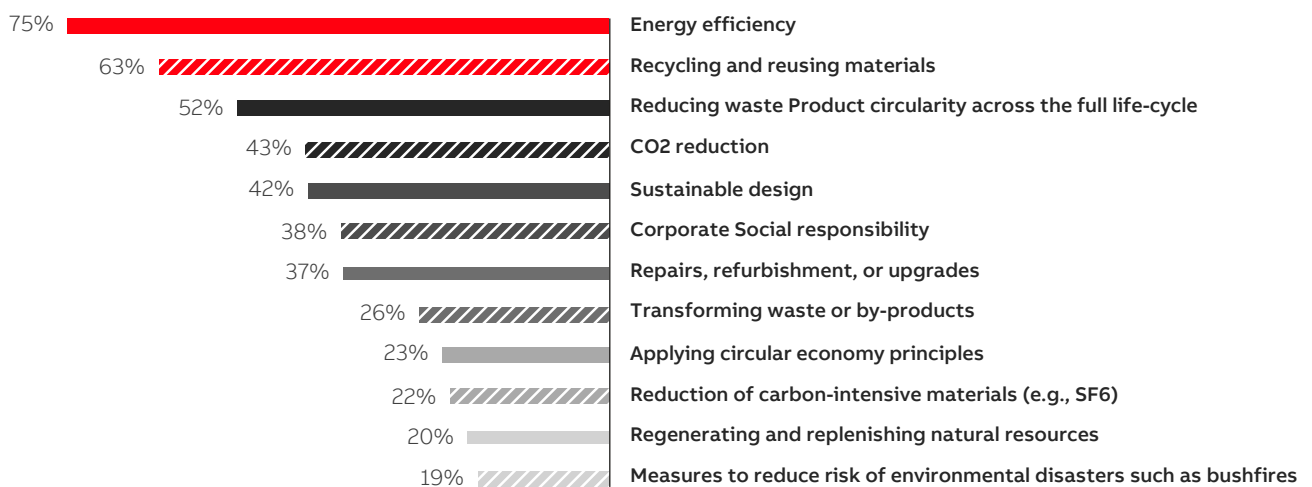 75% Energy efficiency
63% Recycling and reusing materials
52% Reducing waste Product circularity across the full life-cycle
43% CO2 reduction
42% Sustainable design
38% Corporate Social responsibility
37% Repairs, refurbishment, or upgrades
26% Transforming waste or by-products
23% Applying circular economy principles
22% Reduction of carbon-intensive materials (e.g., SF6)
20% Regenerating and replenishing natural resources
19% Measures to reduce risk of environmental disasters such as bushfires